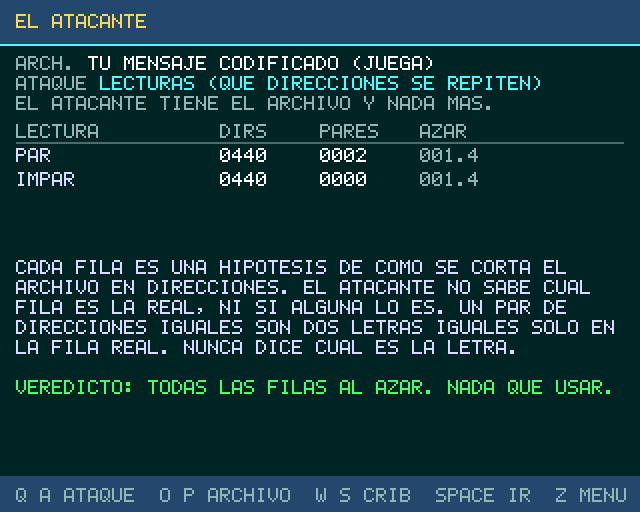 EL ATACANTE
ARCH. TU MENSAJE CODIFICADO (JUEGA)
ATAQUE LECTURAS (QUE DIRECCIONES SE REPITEN)
EL ATACANTE TIENE EL ARCHIVO Y NADA MAS.
LECTURA DIRS PARES AZAR
PAR 0440 0002 001.4
IMPAR 0440 0000 001.4
CADA FILA ES UNA HIPOTESIS DE COMO SE CORTA EL
ARCHIVO EN DIRECCIONES. EL ATACANTE NO SABE CUAL
FILA ES LA REAL, NI SI ALGUNA LO ES. UN PAR DE
DIRECCIONES IGUALES SON DOS LETRAS IGUALES SOLO EN
LA FILA REAL. NUNCA DICE CUAL ES LA LETRA.
VEREDICTO: TODAS LAS FILAS AL AZAR. NADA QUE USAR.
Q A ATAQUE O P ARCHIVO W S CRIB SPACE IR Z MENU